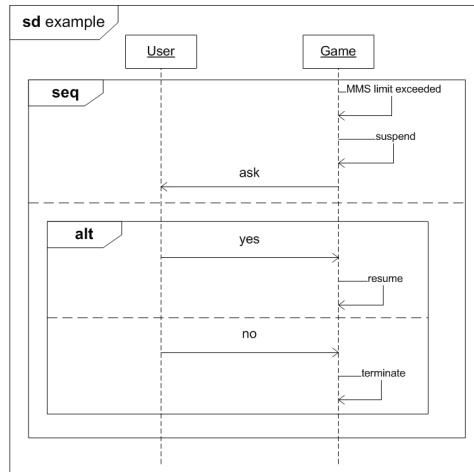 sd example
User
Game
seq
MMS limit exceeded
suspend
ask
alt
yes
resume
no
terminate